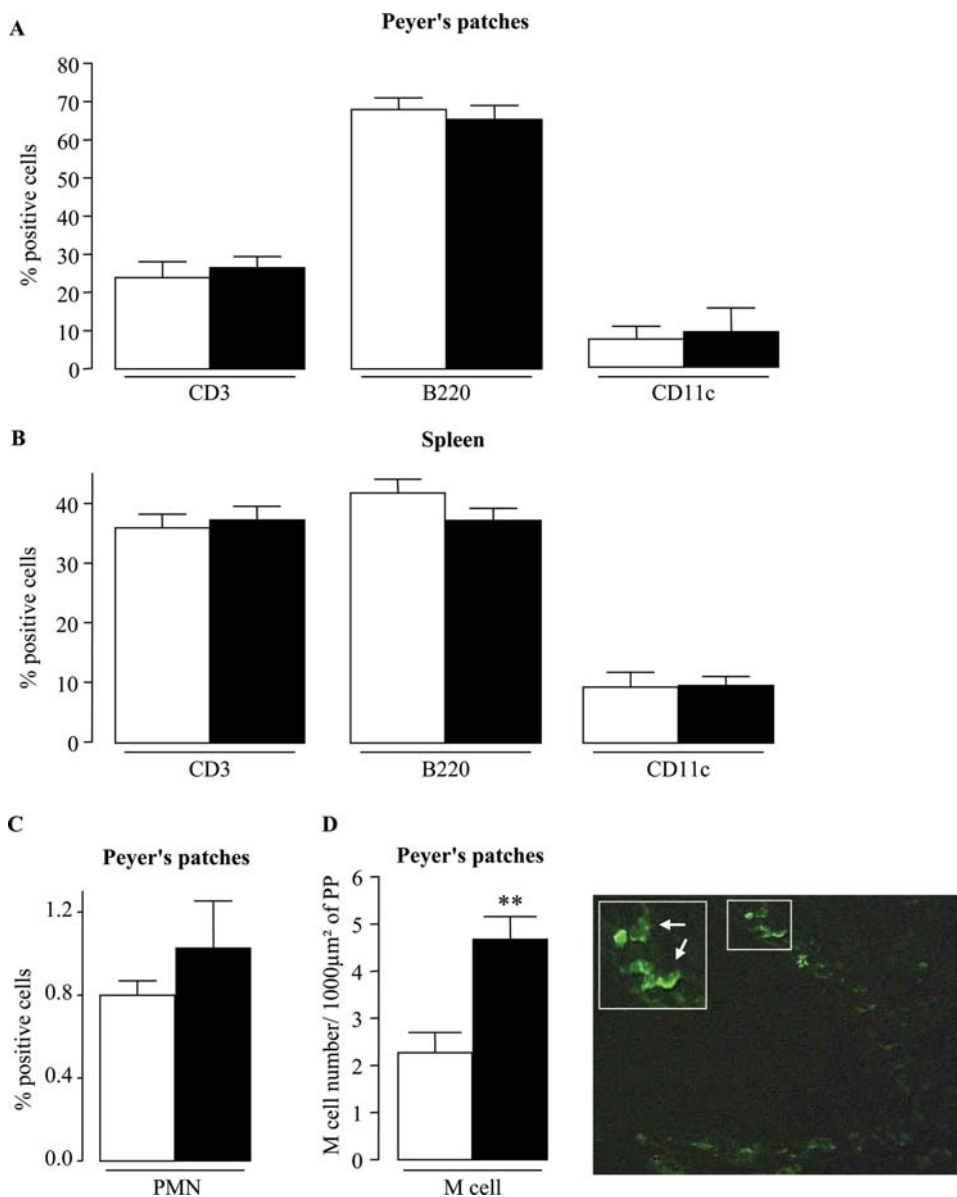 A
Peyer's patches
% positive cells
80
70
60
50
40
30
20
10
0
CD3 B220 CD11c
B
Spleen
% positive cells
40
30
20
10
0
CD3 B220 CD11c
C
Peyer's patches
% positive cells
1.2
0.8
0.4
0.0
PMN
D
Peyer's patches
M cell number/ 1000µm² of PP
6
5
4
3
2
1
0
**
M cell